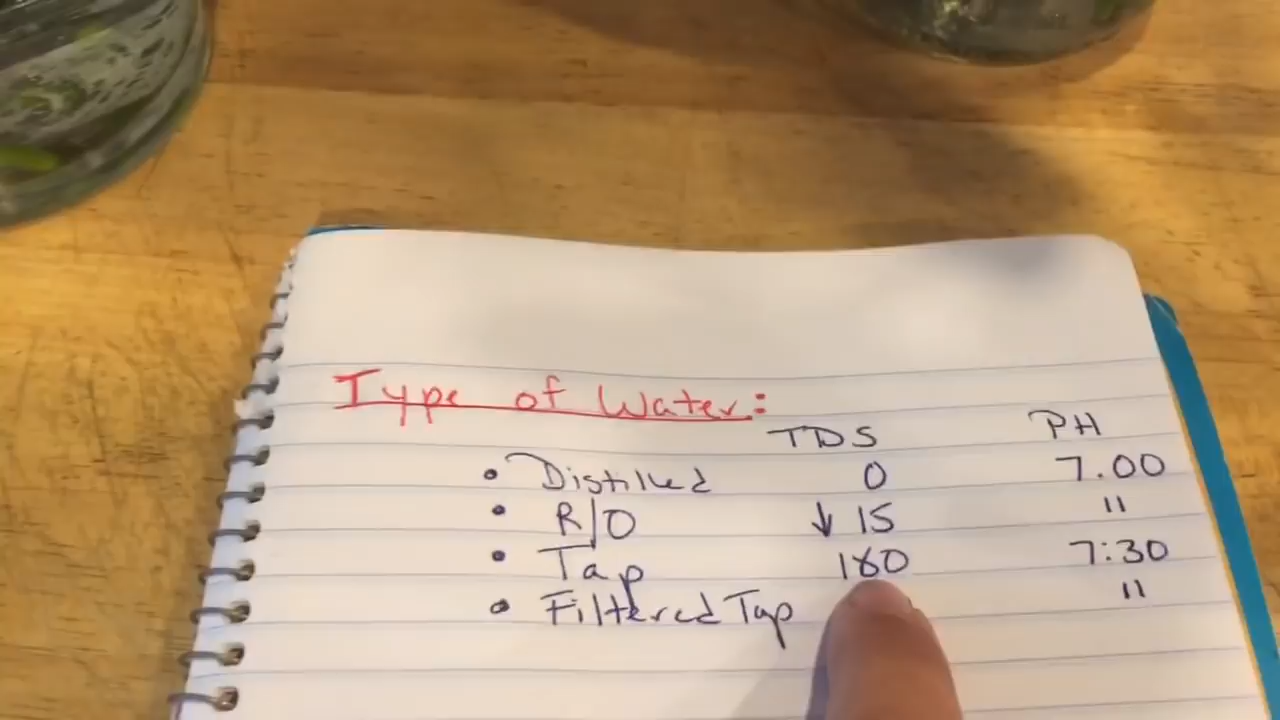 Type of Water:
TDS PH
• Distilled 0 7.00
• R/O ↓ 15 "
• Tap 180 7:30
• Filtered Tap "